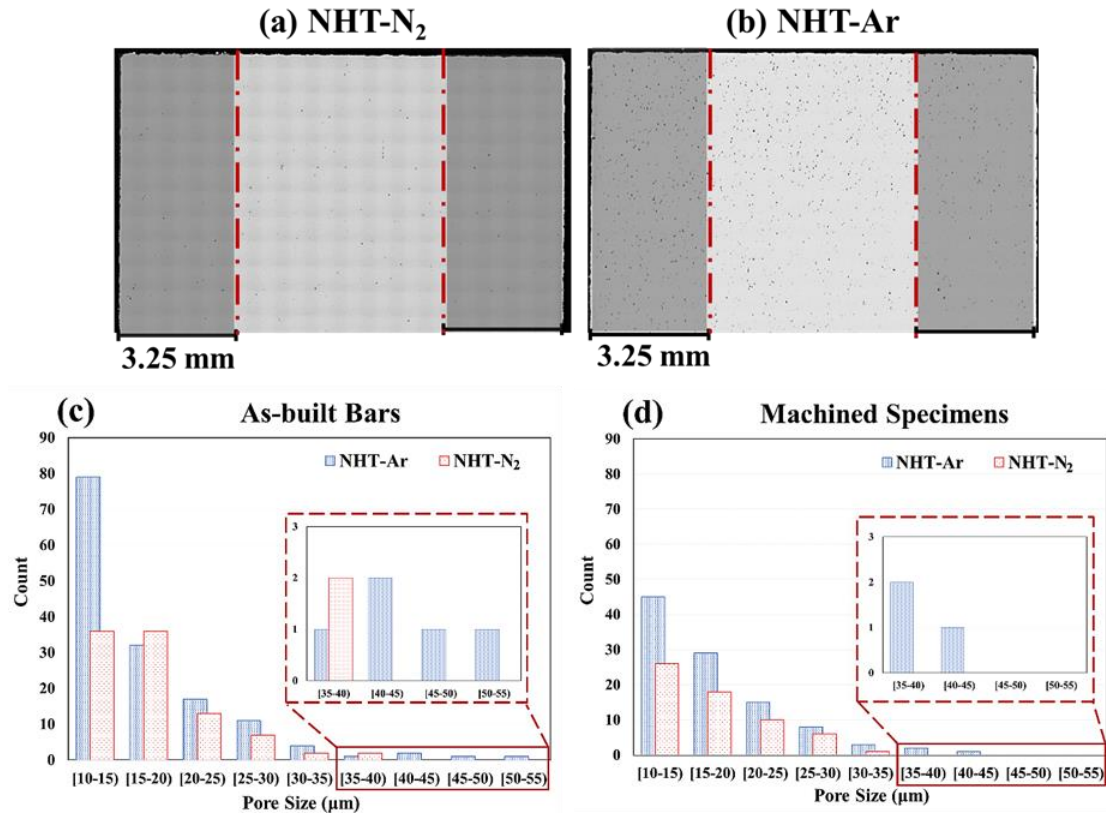 (a) NHT-N₂
(b) NHT-Ar
3.25 mm
3.25 mm
(c) As-built Bars
90
80
70
60
50
40
30
20
10
0
Count
NHT-Ar NHT-N₂
3
2
1
0
[35-40) [40-45) [45-50) [50-55)
[10-15) [15-20) [20-25) [25-30) [30-35) [35-40) [40-45) [45-50) [50-55)
Pore Size (µm)
(d) Machined Specimens
90
80
70
60
50
40
30
20
10
0
Count
NHT-Ar NHT-N₂
3
2
1
0
[35-40) [40-45) [45-50) [50-55)
[10-15) [15-20) [20-25) [25-30) [30-35) [35-40) [40-45) [45-50) [50-55)
Pore Size (µm)